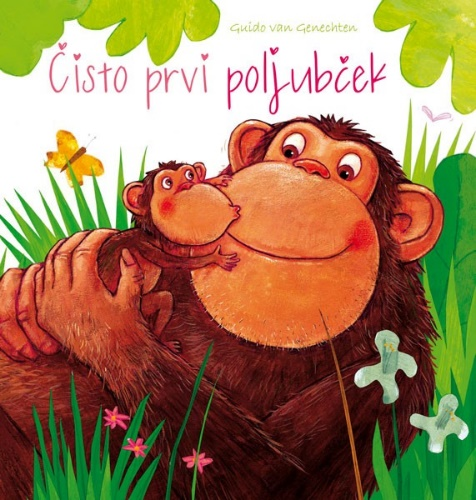 Guido van Genechten
Čisto prvi poljubček